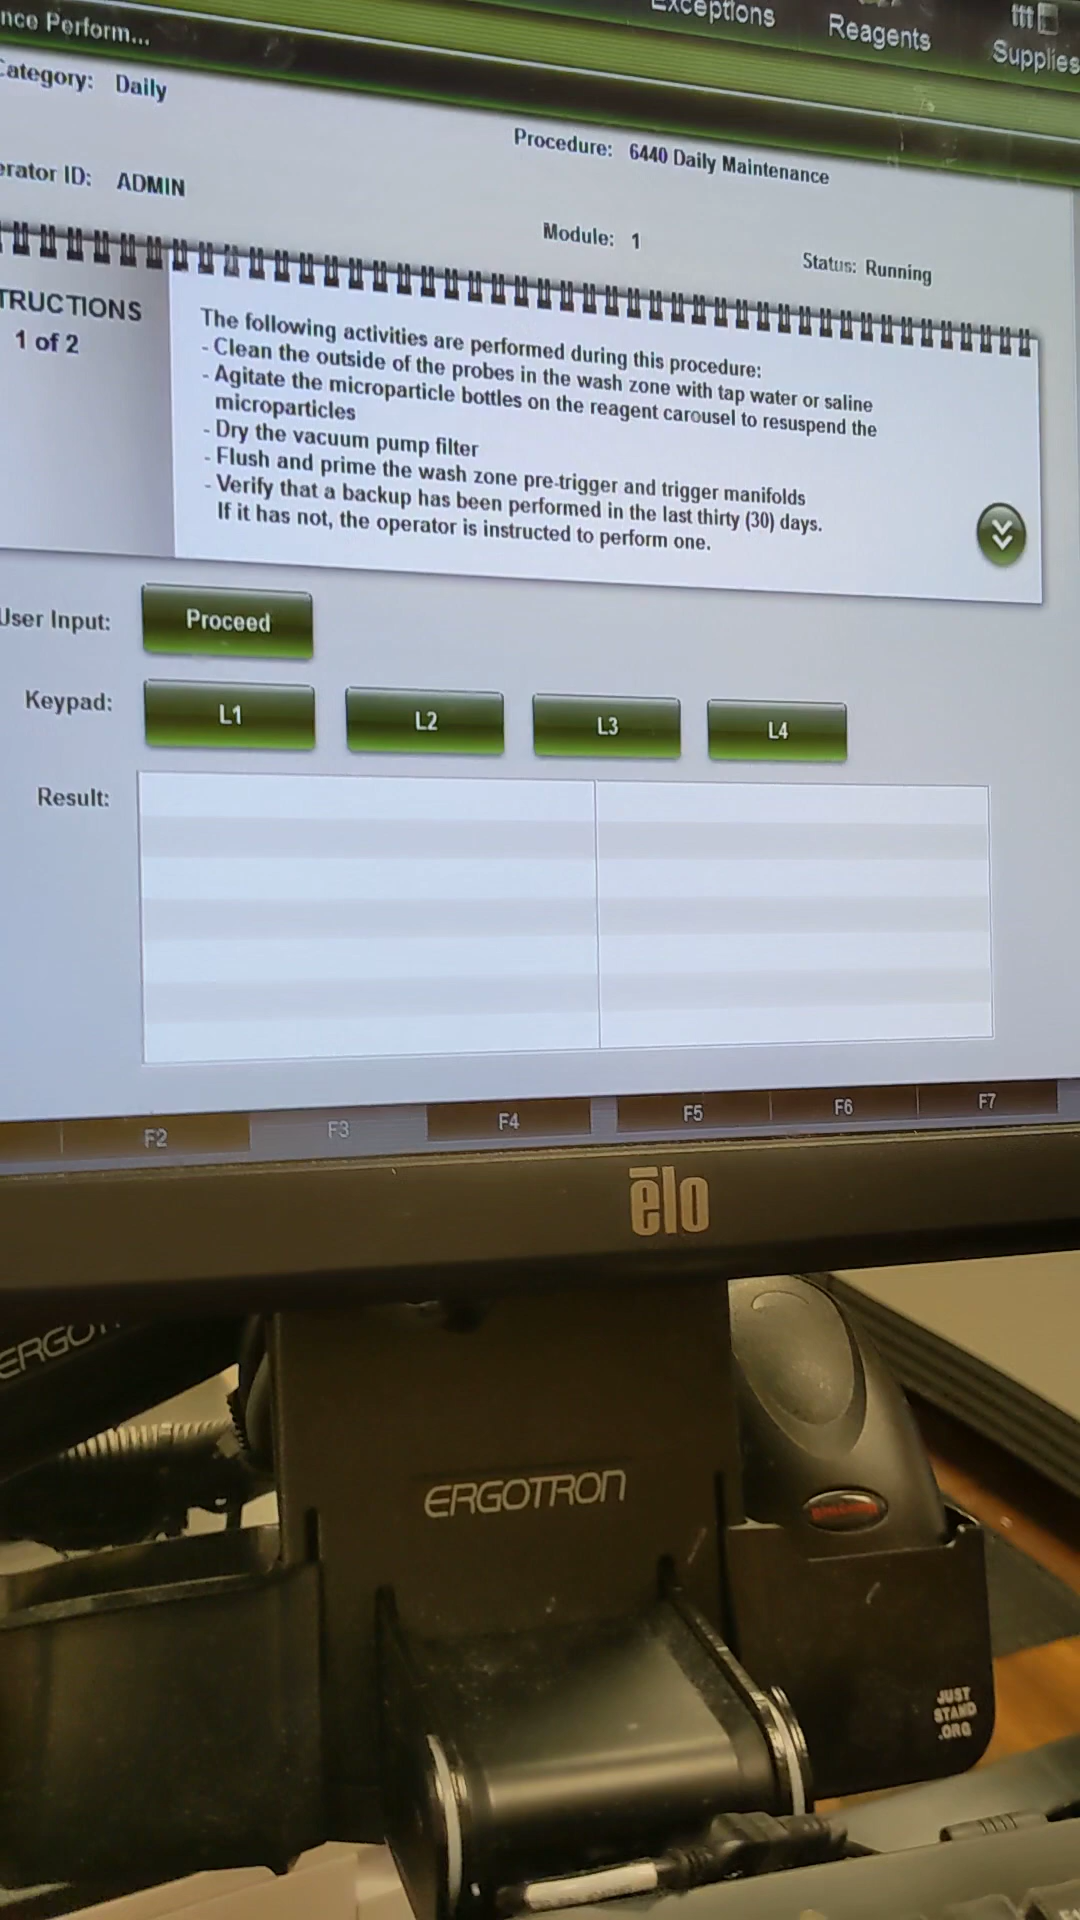 nce Perform...
Exceptions
Reagents
Supplies
Category: Daily
Procedure: 6440 Daily Maintenance
erator ID: ADMIN
Module: 1
Status: Running
TRUCTIONS
1 of 2
The following activities are performed during this procedure:
- Clean the outside of the probes in the wash zone with tap water or saline
- Agitate the microparticle bottles on the reagent carousel to resuspend the
microparticles
- Dry the vacuum pump filter
- Flush and prime the wash zone pre-trigger and trigger manifolds
- Verify that a backup has been performed in the last thirty (30) days.
If it has not, the operator is instructed to perform one.
User Input: Proceed
Keypad: L1 L2 L3 L4
Result:
F2 F3 F4 F5 F6 F7
ēlo
ERGOT
ERGOTRON
JUST
STAND
.ORG